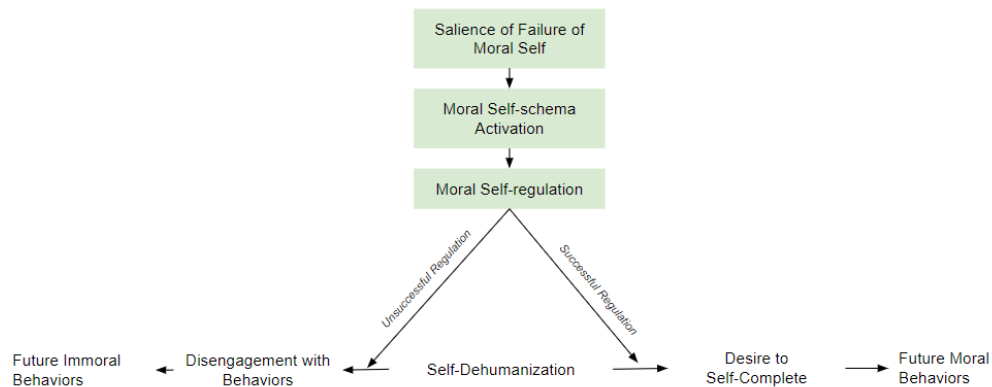 Salience of Failure of
Moral Self
Moral Self-schema
Activation
Moral Self-regulation
Unsuccessful Regulation
Successful Regulation
Future Immoral
Behaviors
Disengagement with
Behaviors
Self-Dehumanization
Desire to
Self-Complete
Future Moral
Behaviors